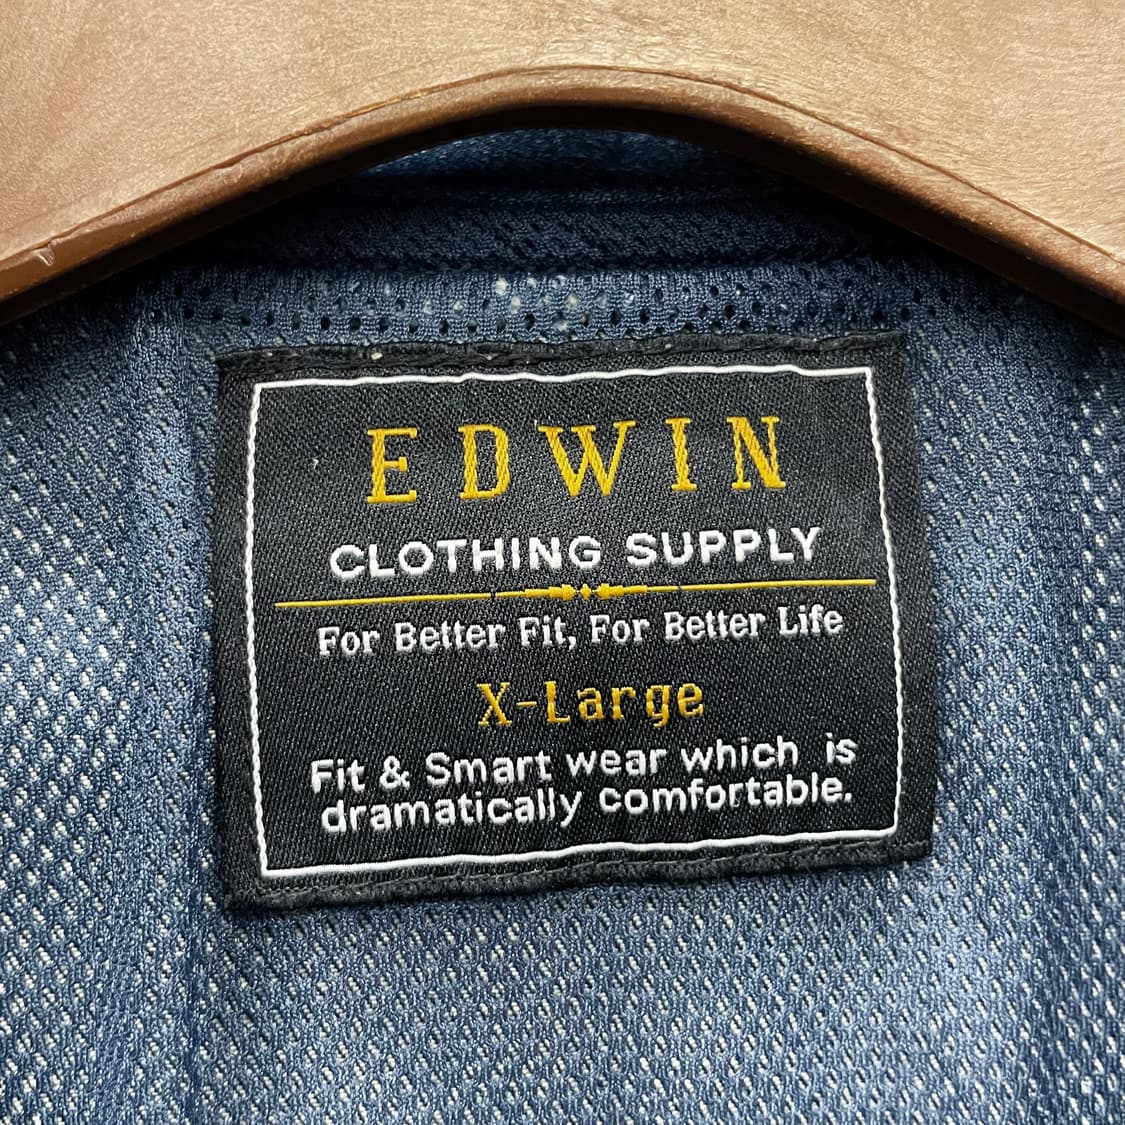 EDWIN
CLOTHING SUPPLY
For Better Fit, For Better Life
X-Large
Fit & Smart wear which is
dramatically comfortable.